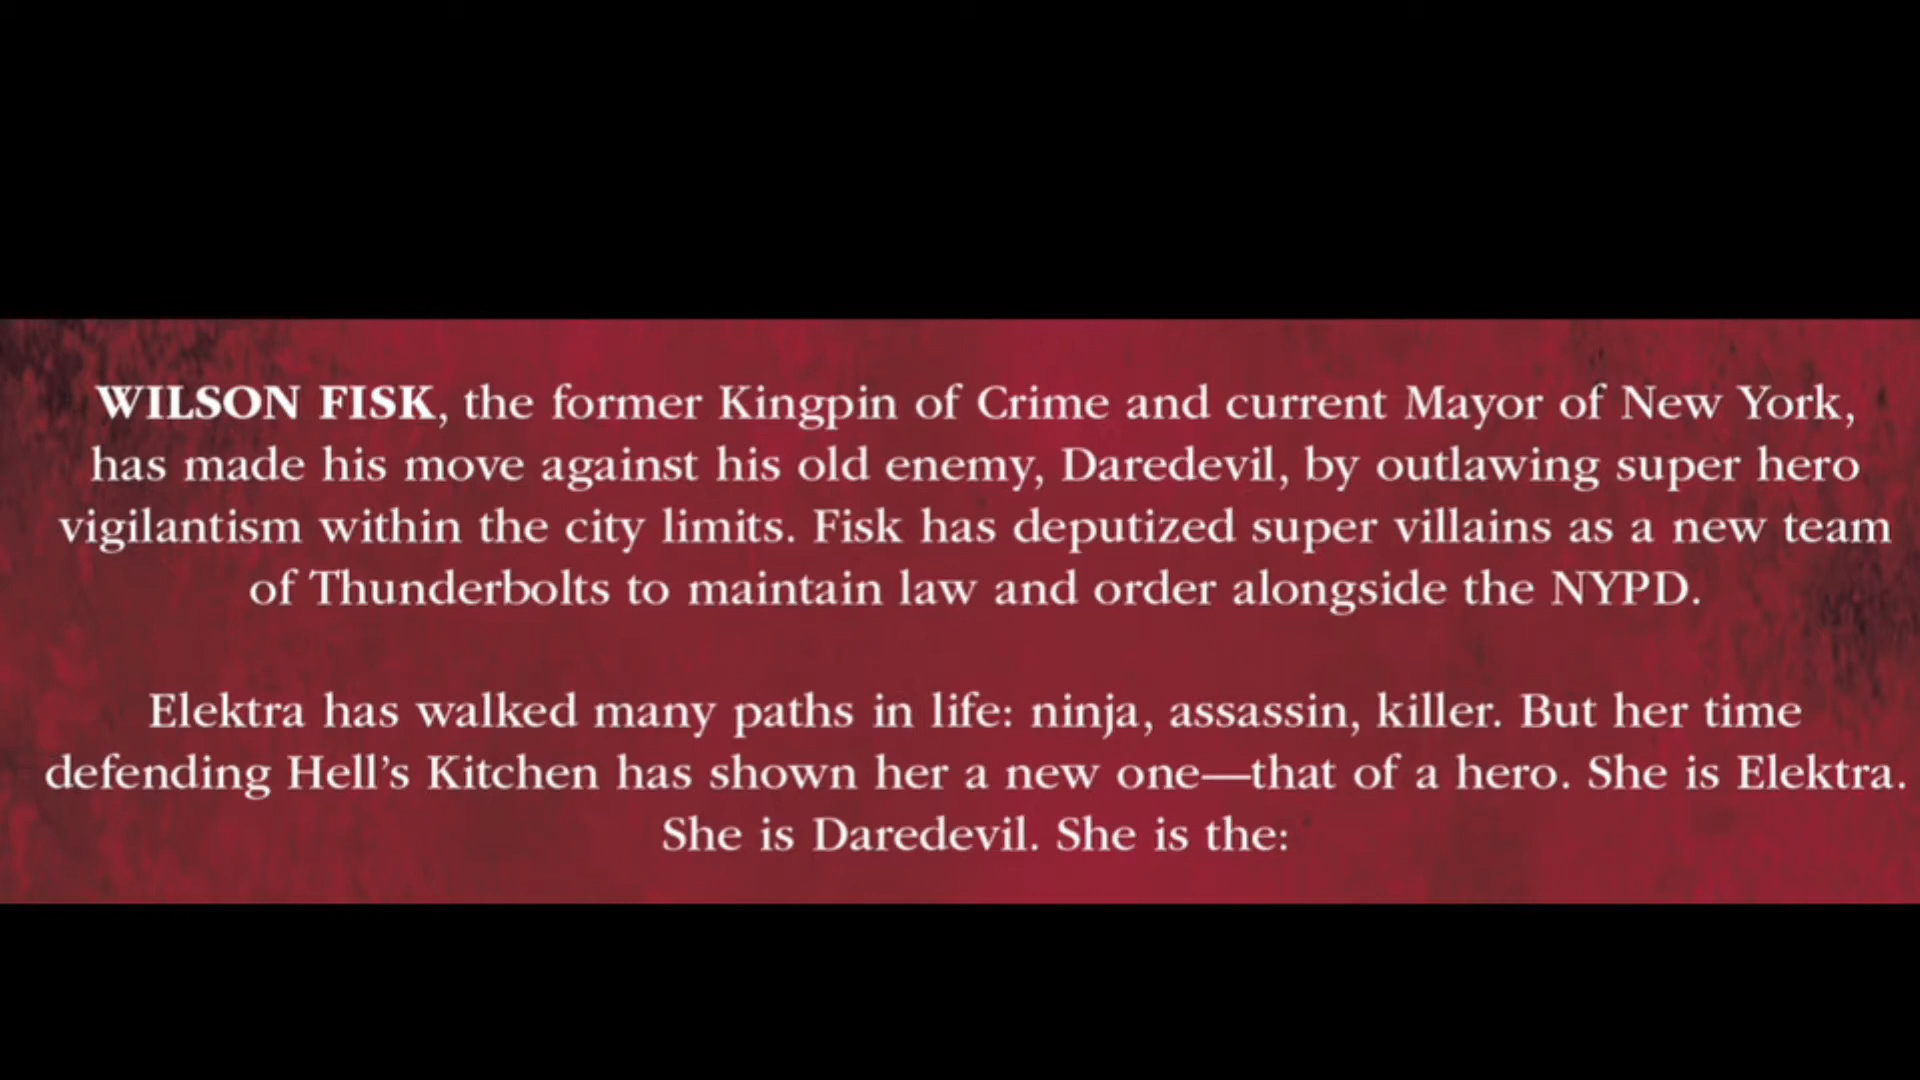 WILSON FISK, the former Kingpin of Crime and current Mayor of New York,
has made his move against his old enemy, Daredevil, by outlawing super hero
vigilantism within the city limits. Fisk has deputized super villains as a new team
of Thunderbolts to maintain law and order alongside the NYPD.
Elektra has walked many paths in life: ninja, assassin, killer. But her time
defending Hell's Kitchen has shown her a new one—that of a hero. She is Elektra.
She is Daredevil. She is the: